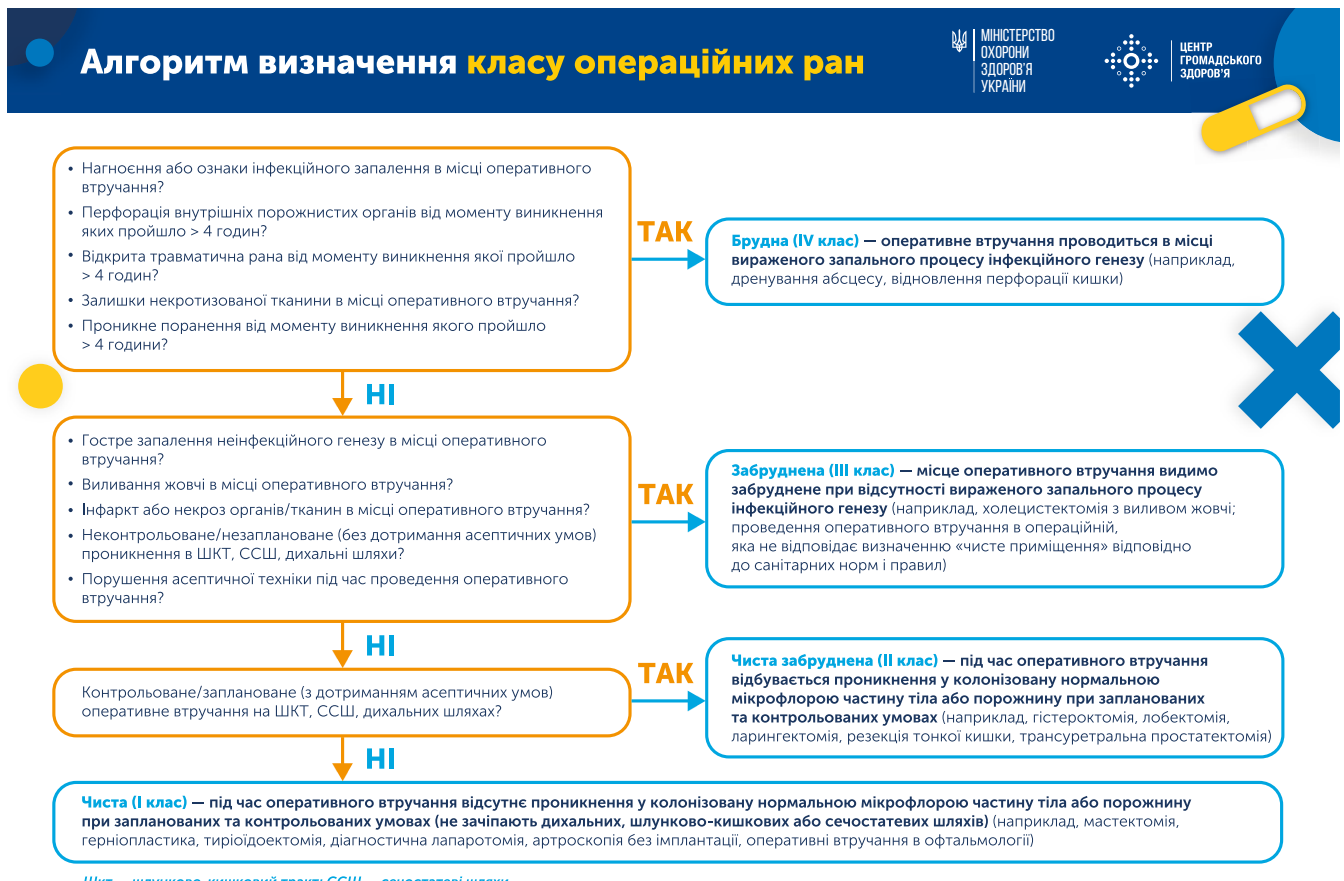 Алгоритм визначення класу операційних ран
МІНІСТЕРСТВО
ОХОРОНИ
ЗДОРОВ'Я
УКРАЇНИ
ЦЕНТР
ГРОМАДСЬКОГО
ЗДОРОВ'Я
• Нагноєння або ознаки інфекційного запалення в місці оперативного
втручання?
• Перфорація внутрішніх порожнистих органів від моменту виникнення
яких пройшло > 4 годин?
• Відкрита травматична рана від моменту виникнення якої пройшло
> 4 годин?
• Залишки некротизованої тканини в місці оперативного втручання?
• Проникне поранення від моменту виникнення якого пройшло
> 4 години?
ТАК
Брудна (IV клас) — оперативне втручання проводиться в місці
вираженого запального процесу інфекційного генезу (наприклад,
дренування абсцесу, відновлення перфорації кишки)
НІ
• Гостре запалення неінфекційного генезу в місці оперативного
втручання?
• Виливання жовчі в місці оперативного втручання?
• Інфаркт або некроз органів/тканин в місці оперативного втручання?
• Неконтрольоване/незаплановане (без дотримання асептичних умов)
проникнення в ШКТ, ССШ, дихальні шляхи?
• Порушення асептичної техніки під час проведення оперативного
втручання?
ТАК
Забруднена (III клас) — місце оперативного втручання видимо
забруднене при відсутності вираженого запального процесу
інфекційного генезу (наприклад, холецистектомія з виливом жовчі;
проведення оперативного втручання в операційній,
яка не відповідає визначенню «чисте приміщення» відповідно
до санітарних норм і правил)
НІ
Контрольоване/заплановане (з дотриманням асептичних умов)
оперативне втручання на ШКТ, ССШ, дихальних шляхах?
ТАК
Чиста забруднена (II клас) — під час оперативного втручання
відбувається проникнення у колонізовану нормальною
мікрофлорою частину тіла або порожнину при запланованих
та контрольованих умовах (наприклад, гістероктомія, лобектомія,
ларингектомія, резекція тонкої кишки, трансуретральна простатектомія)
НІ
Чиста (I клас) — під час оперативного втручання відсутнє проникнення у колонізовану нормальною мікрофлорою частину тіла або порожнину
при запланованих та контрольованих умовах (не зачіпають дихальних, шлунково-кишкових або сечостатевих шляхів) (наприклад, мастектомія,
герніопластика, тиріоїдоектомія, діагностична лапаротомія, артроскопія без імплантації, оперативні втручання в офтальмології)